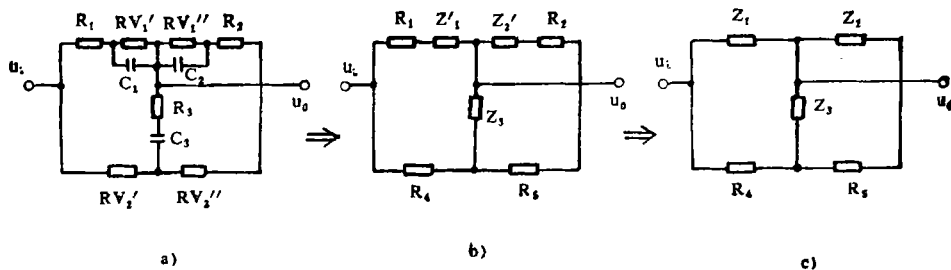 R₁ RV₁′ RV₁″ R₂
uᵢ
C₁ C₂
u₀
R₃
C₃
RV₂′ RV₂″
a)
⇒
R₁ Z′₁ Z₂′ R₂
uᵢ
u₀
Z₃
R₄ R₅
b)
⇒
Z₁ Z₂
uᵢ
u₀
Z₃
R₄ R₅
c)